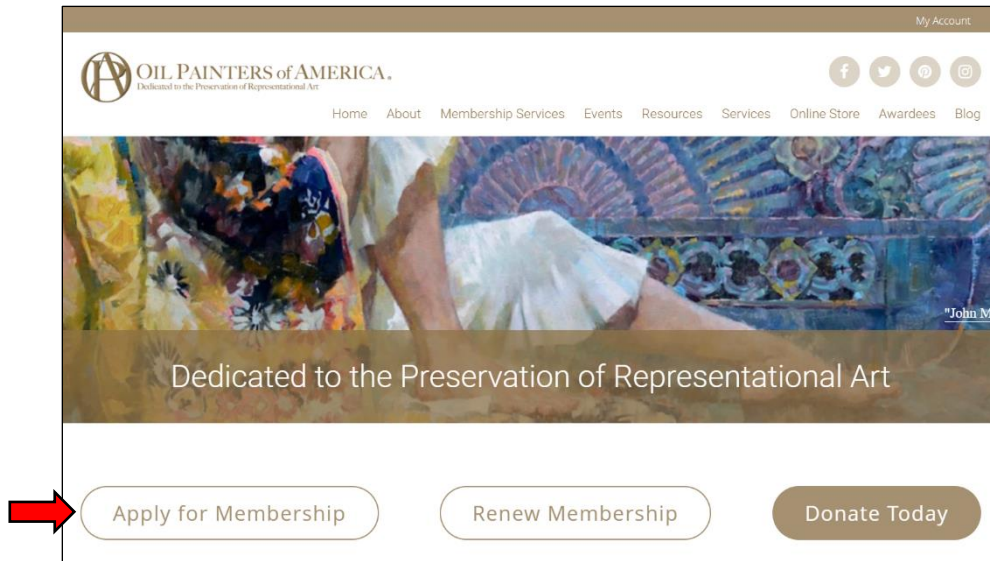 My Account
OIL PAINTERS of AMERICA®
Dedicated to the Preservation of Representational Art
Home About Membership Services Events Resources Services Online Store Awardees Blog
"John M
Dedicated to the Preservation of Representational Art
Apply for Membership Renew Membership Donate Today